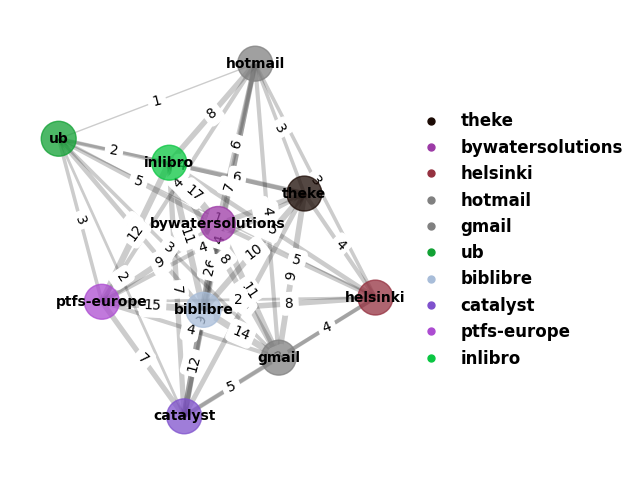 hotmail
1
8
3
ub
2
inlibro
6
9
theke
3
5
4
17
7
bywatersolutions
3
12
11
4
4
5
4
3
9
4
8
10
5
2
7
26
11
9
ptfs-europe
15
biblibre
2
8
helsinki
4
14
4
7
12
gmail
5
catalyst
theke
bywatersolutions
helsinki
hotmail
gmail
ub
biblibre
catalyst
ptfs-europe
inlibro